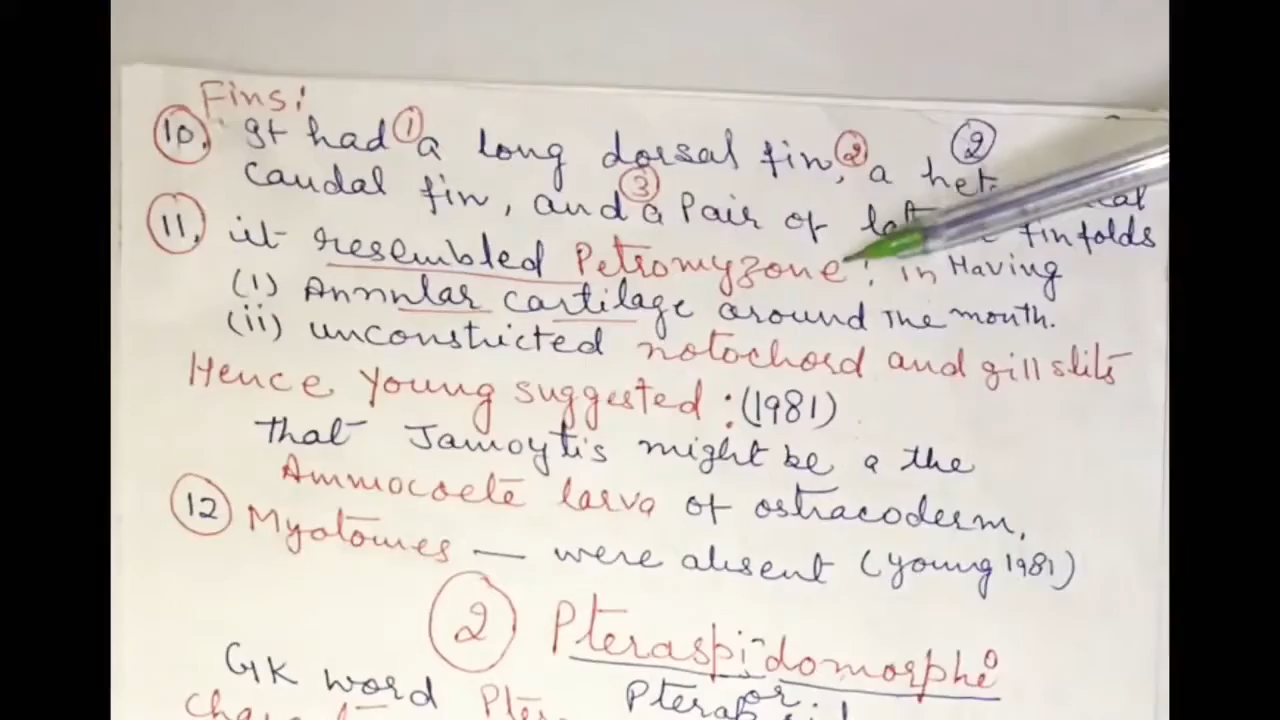 Fins:
10. It had ① a long dorsal fin, ② a het
②
caudal fin, and ③ a Pair of finfolds
11. it resembled Petromyzone: in Having
(i) Annular cartilage around The mouth.
(ii) unconstricted notochord and gill slits
Hence Young suggested : (1981)
that Jamoytis might be a the
Ammocoete larva of ostracoderm,
12 Myotomes — were absent (young 1981)
② Pteraspidomorphi
or
GK word